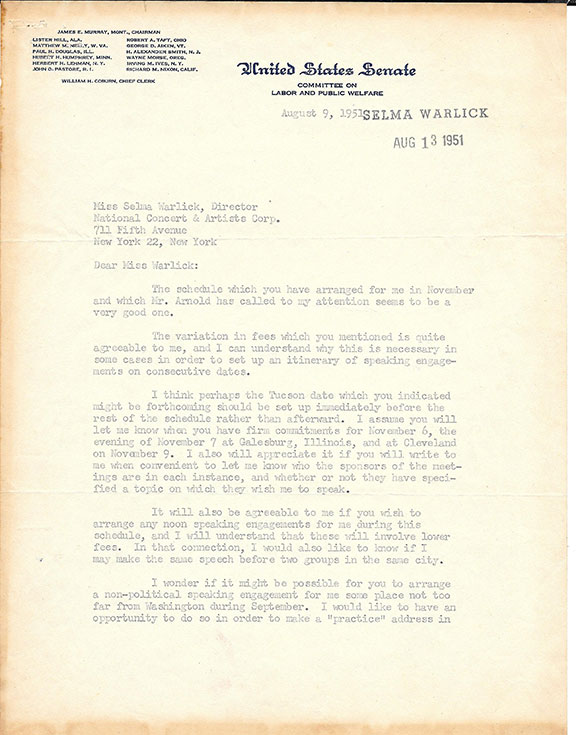 JAMES E. MURRAY, MONT., CHAIRMAN
LISTER HILL, ALA. ROBERT A. TAFT, OHIO
MATTHEW M. NEELY, W. VA. GEORGE D. AIKEN, VT.
PAUL H. DOUGLAS, ILL. H. ALEXANDER SMITH, N. J.
HUBERT H. HUMPHREY, MINN. WAYNE MORSE, OREG.
HERBERT H. LEHMAN, N. Y. IRVING M. IVES, N. Y.
JOHN O. PASTORE, R. I. RICHARD M. NIXON, CALIF.
WILLIAM H. COBURN, CHIEF CLERK
United States Senate
COMMITTEE ON
LABOR AND PUBLIC WELFARE
August 9, 1951 SELMA WARLICK
AUG 13 1951
Miss Selma Warlick, Director
National Concert & Artists Corp.
711 Fifth Avenue
New York 22, New York
Dear Miss Warlick:
The schedule which you have arranged for me in November
and which Mr. Arnold has called to my attention seems to be a
very good one.
The variation in fees which you mentioned is quite
agreeable to me, and I can understand why this is necessary in
some cases in order to set up an itinerary of speaking engage-
ments on consecutive dates.
I think perhaps the Tucson date which you indicated
might be forthcoming should be set up immediately before the
rest of the schedule rather than afterward. I assume you will
let me know when you have firm commitments for November 6, the
evening of November 7 at Galesburg, Illinois, and at Cleveland
on November 9. I also will appreciate it if you will write to
me when convenient to let me know who the sponsors of the meet-
ings are in each instance, and whether or not they have speci-
fied a topic on which they wish me to speak.
It will also be agreeable to me if you wish to
arrange any noon speaking engagements for me during this
schedule, and I will understand that these will involve lower
fees. In that connection, I would also like to know if I
may make the same speech before two groups in the same city.
I wonder if it might be possible for you to arrange
a non-political speaking engagement for me some place not too
far from Washington during September. I would like to have an
opportunity to do so in order to make a "practice" address in